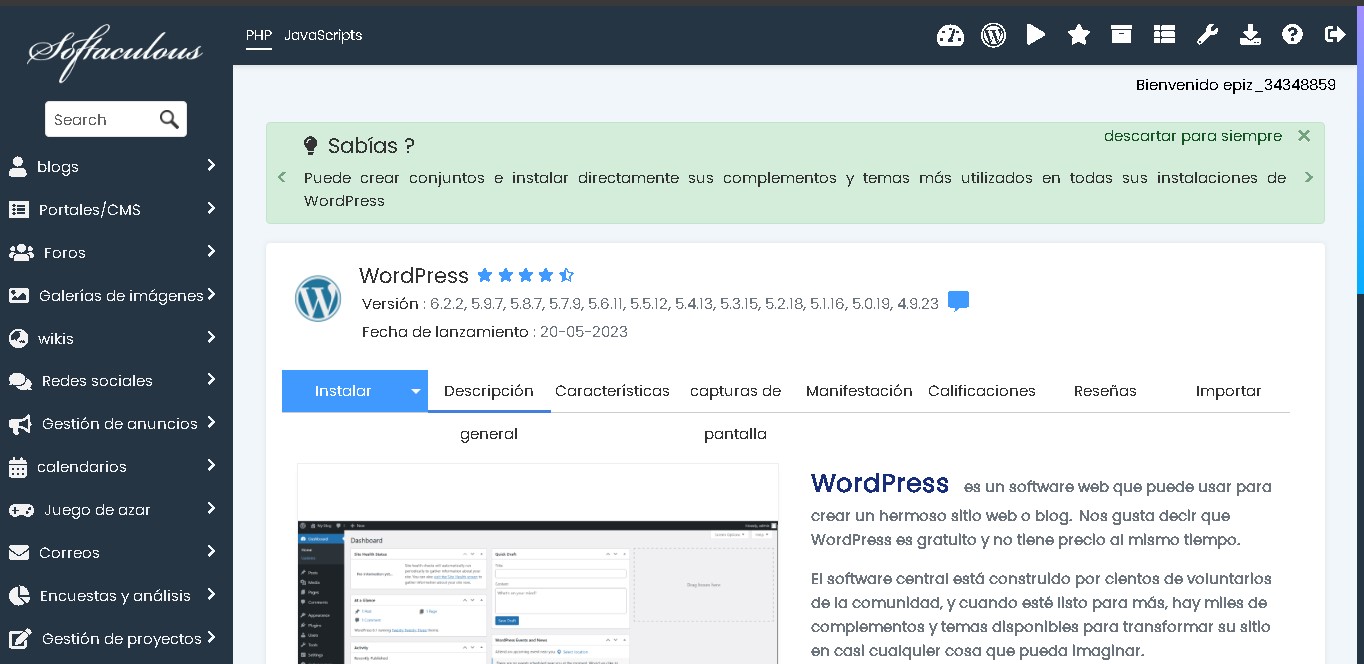 Softaculous
PHP JavaScripts
Search
Bienvenido epiz_34348859
blogs
Portales/CMS
Foros
Galerías de imágenes
wikis
Redes sociales
Gestión de anuncios
calendarios
Juego de azar
Correos
Encuestas y análisis
Gestión de proyectos
Sabías ?
descartar para siempre ×
Puede crear conjuntos e instalar directamente sus complementos y temas más utilizados en todas sus instalaciones de
WordPress
WordPress
Versión : 6.2.2, 5.9.7, 5.8.7, 5.7.9, 5.6.11, 5.5.12, 5.4.13, 5.3.15, 5.2.18, 5.1.16, 5.0.19, 4.9.23
Fecha de lanzamiento : 20-05-2023
Instalar
Descripción
general
Características
capturas de
pantalla
Manifestación
Calificaciones
Reseñas
Importar
Dashboard
Site Health Status
Quick Draft
At a Glance
Activity
Recently Published
WordPress Events and News
Save Draft
Drag boxes here
WordPress es un software web que puede usar para
crear un hermoso sitio web o blog. Nos gusta decir que
WordPress es gratuito y no tiene precio al mismo tiempo.
El software central está construido por cientos de voluntarios
de la comunidad, y cuando esté listo para más, hay miles de
complementos y temas disponibles para transformar su sitio
en casi cualquier cosa que pueda imaginar.